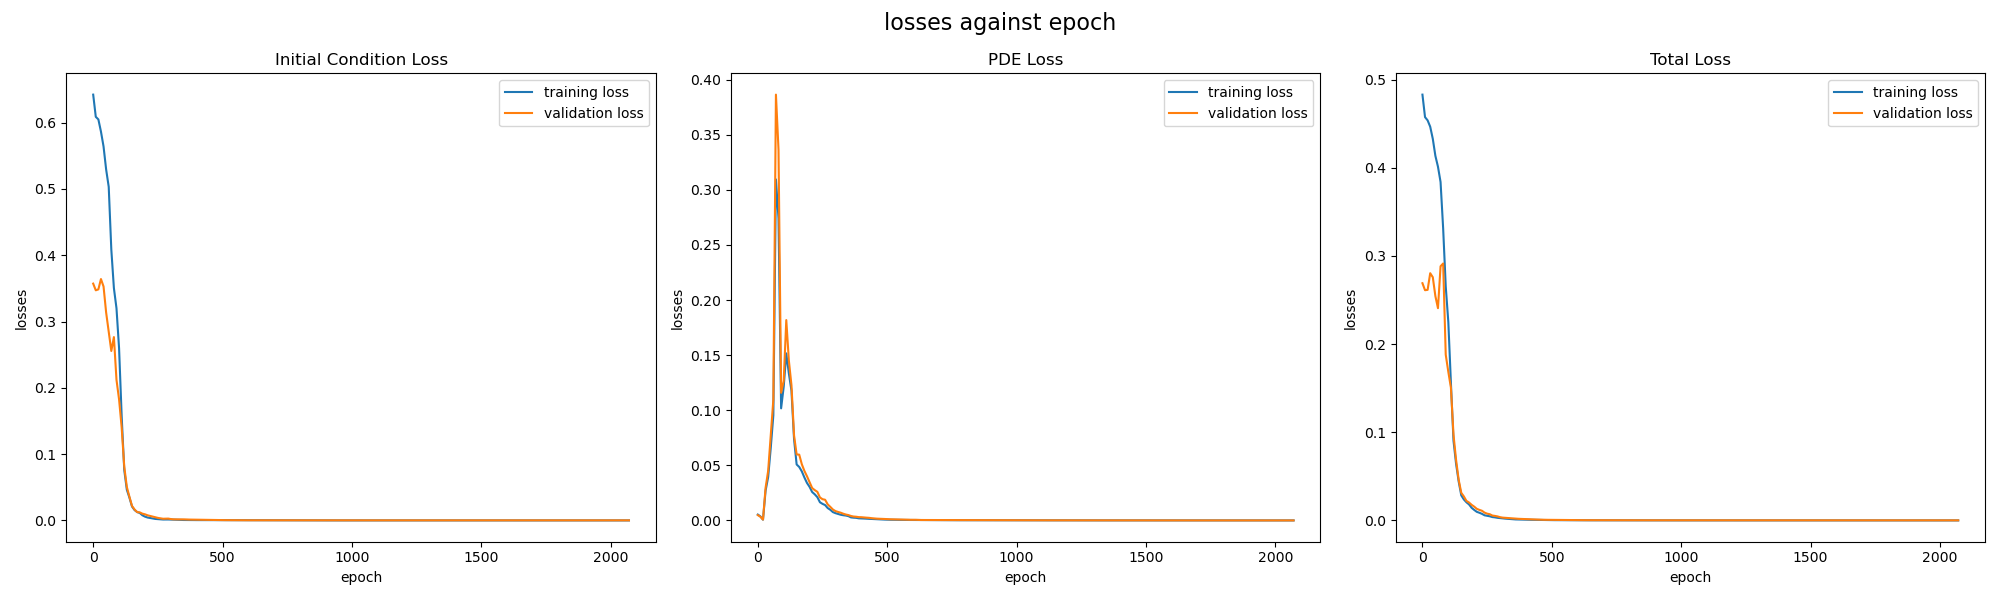 losses against epoch
Initial Condition Loss
training loss
validation loss
losses
0.6
0.5
0.4
0.3
0.2
0.1
0.0
0
500
1000
1500
2000
epoch
PDE Loss
training loss
validation loss
losses
0.40
0.35
0.30
0.25
0.20
0.15
0.10
0.05
0.00
0
500
1000
1500
2000
epoch
Total Loss
training loss
validation loss
losses
0.5
0.4
0.3
0.2
0.1
0.0
0
500
1000
1500
2000
epoch